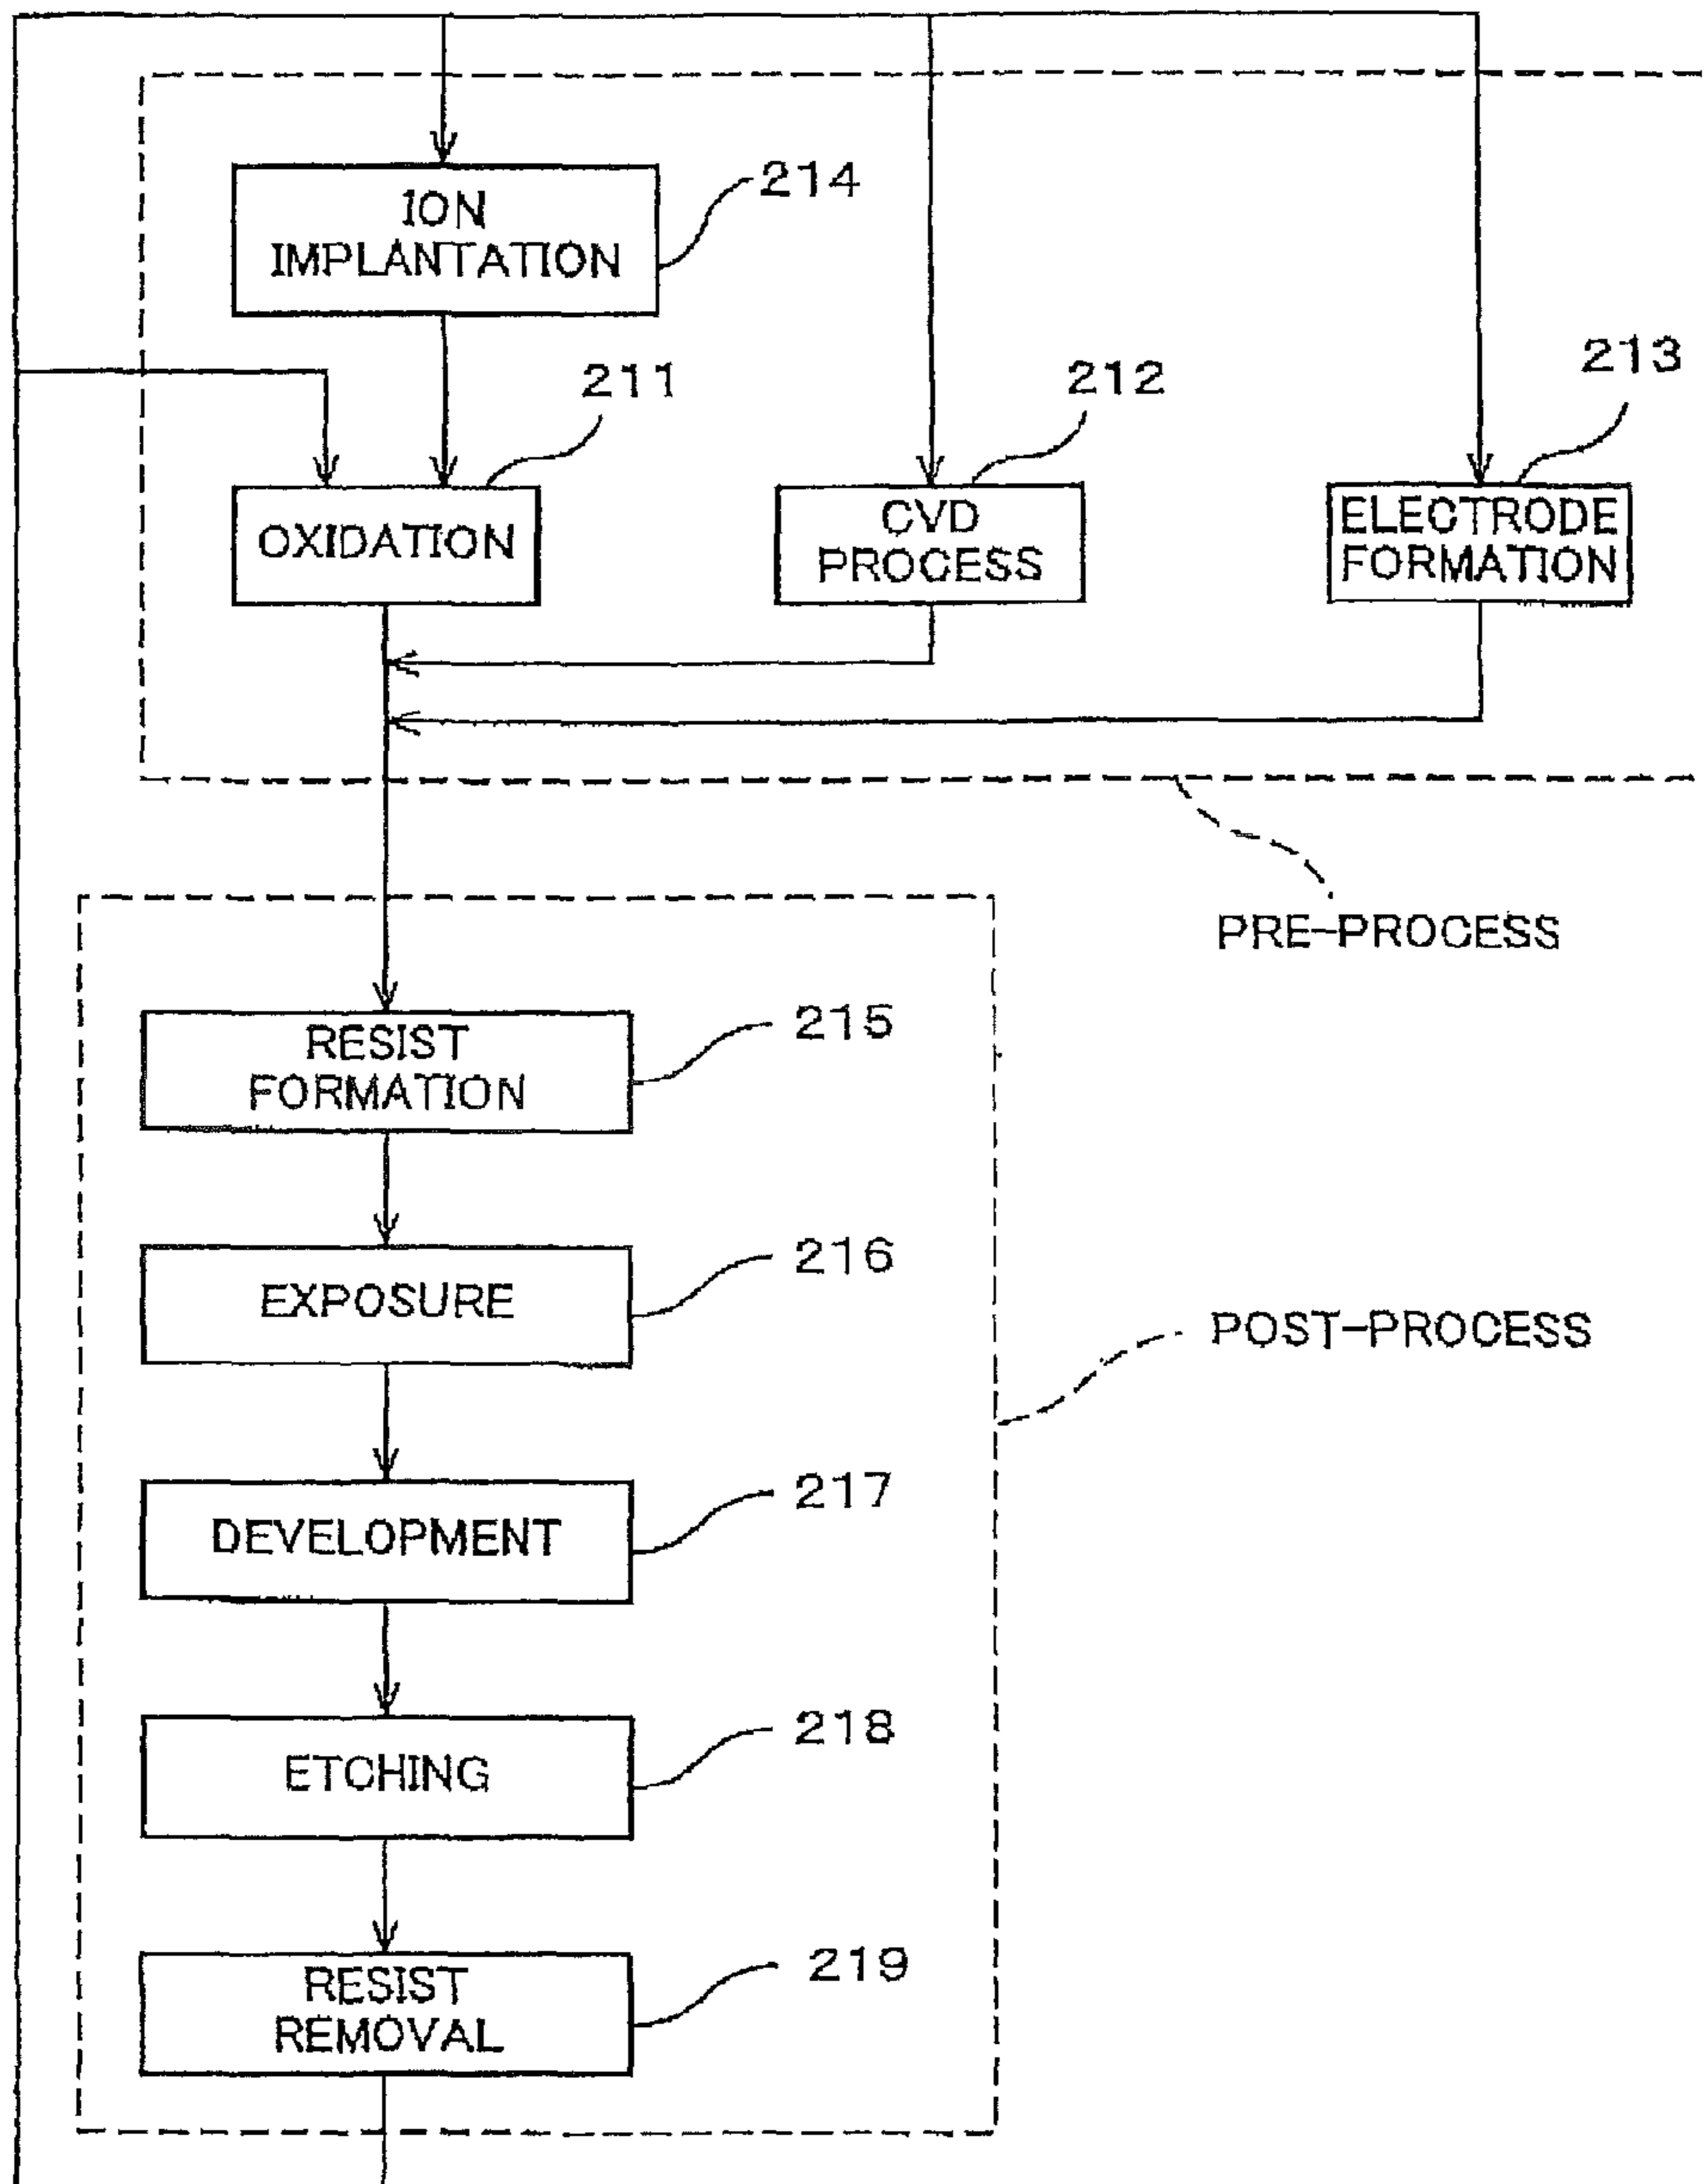 214
ION
IMPLANTATION
211
212
213
OXIDATION
CVD
PROCESS
ELECTRODE
FORMATION
PRE-PROCESS
215
RESIST
FORMATION
216
EXPOSURE
POST-PROCESS
217
DEVELOPMENT
218
ETCHING
219
RESIST
REMOVAL